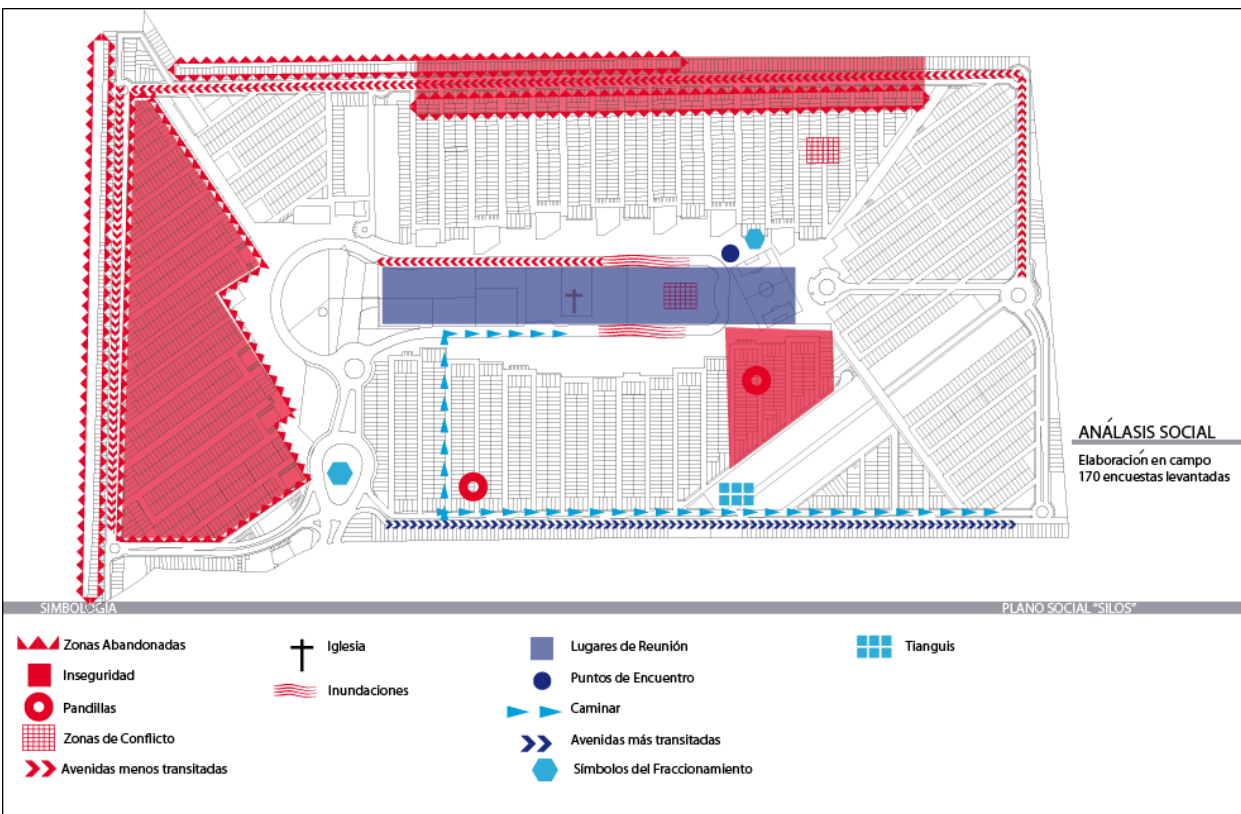 ANÁLASIS SOCIAL
Elaboración en campo
170 encuestas levantadas
SIMBOLOGÍA
PLANO SOCIAL "SILOS"
Zonas Abandonadas
Inseguridad
Pandillas
Zonas de Conflicto
Avenidas menos transitadas
Iglesia
Inundaciones
Lugares de Reunión
Puntos de Encuentro
Caminar
Avenidas más transitadas
Símbolos del Fraccionamiento
Tianguis